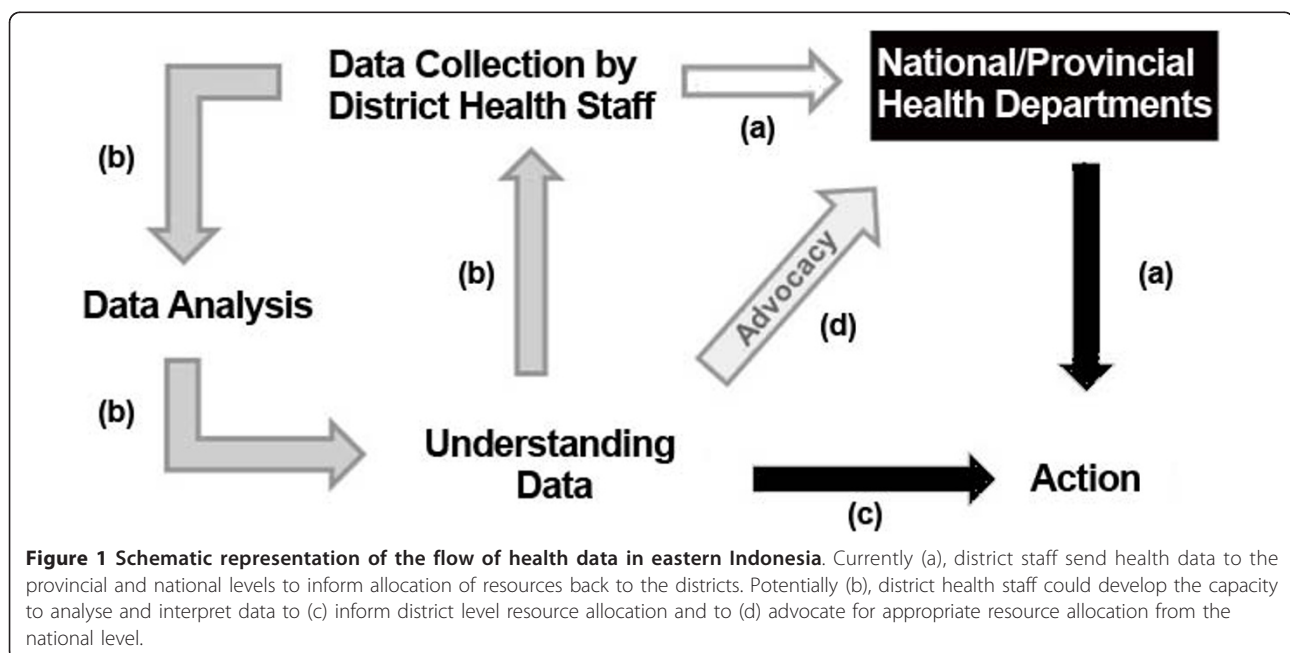 Data Collection by
District Health Staff
National/Provincial
Health Departments
(a)
(b)
(b)
Advocacy
(d)
(a)
Data Analysis
(b)
Understanding
Data
(c)
Action
Figure 1 Schematic representation of the flow of health data in eastern Indonesia. Currently (a), district staff send health data to the
provincial and national levels to inform allocation of resources back to the districts. Potentially (b), district health staff could develop the capacity
to analyse and interpret data to (c) inform district level resource allocation and to (d) advocate for appropriate resource allocation from the
national level.